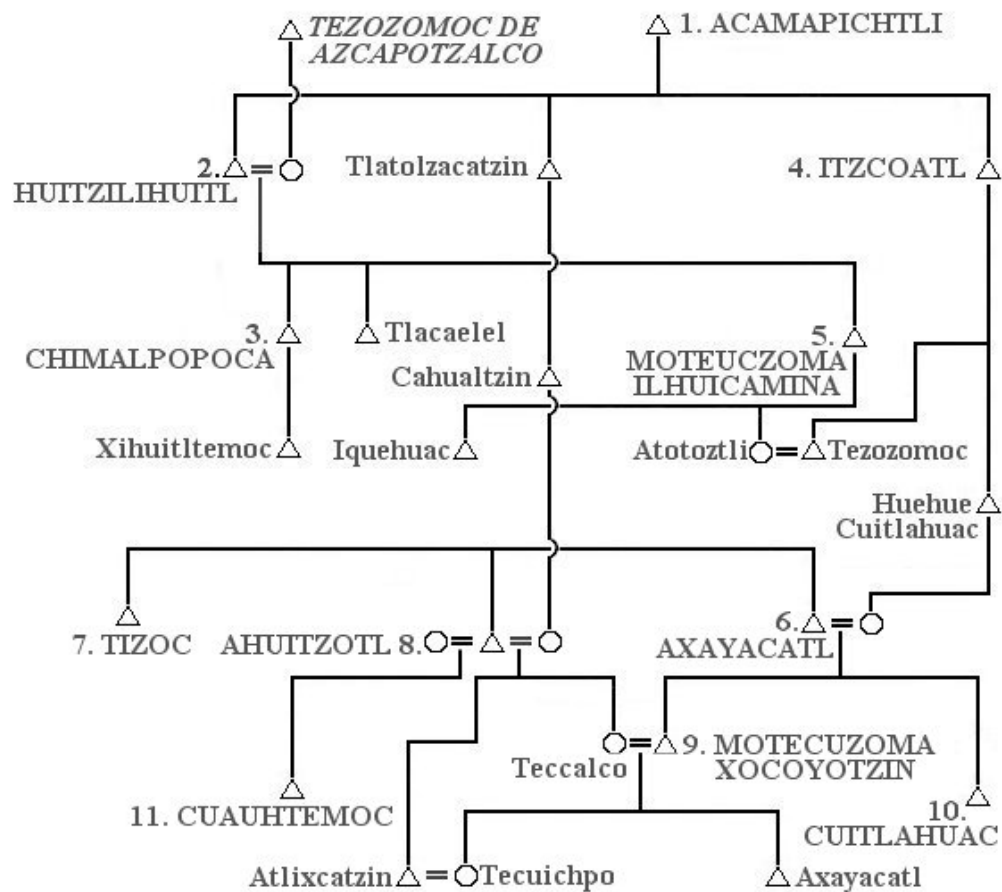 TEZOZOMOC DE
AZCAPOTZALCO
1. ACAMAPICHTLI
2.
HUITZILIHUITL
Tlatolzacatzin
4. ITZCOATL
3.
CHIMALPOPOCA
Tlacaelel
5.
MOTEUCZOMA
ILHUICAMINA
Cahualtzin
Xihuitltemoc
Iquehuac
Atotoztli
Tezozomoc
Huehue
Cuitlahuac
7. TIZOC
AHUITZOTL 8.
6.
AXAYACATL
Teccalco
9. MOTECUZOMA
XOCOYOTZIN
11. CUAUHTEMOC
10.
CUITLAHUAC
Atlixcatzin
Tecuichpo
Axayacatl